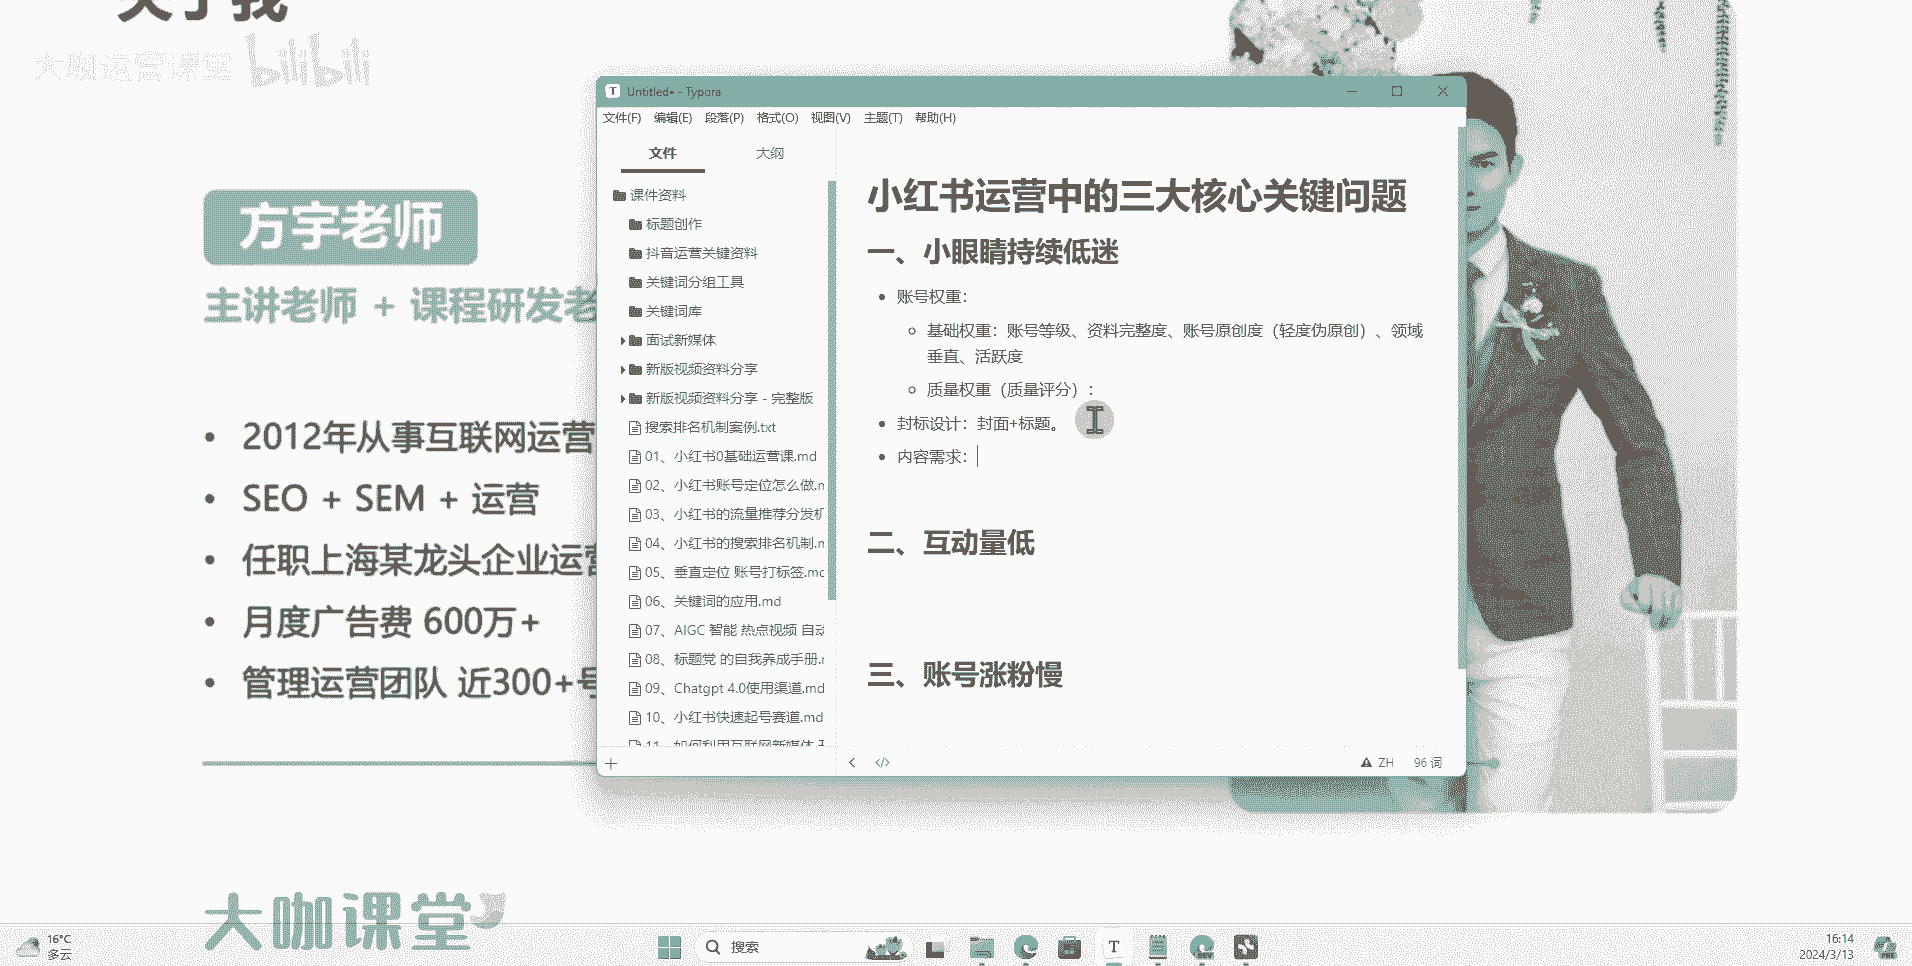 关于我
大咖运营课堂 bilibili
方宇老师
主讲老师 + 课程研发老
• 2012年从事互联网运营
• SEO + SEM + 运营
• 任职上海某龙头企业运营
• 月度广告费 600万+
• 管理运营团队 近300+号
大咖课堂
Untitled• - Typora
文件(F) 编辑(E) 段落(P) 格式(O) 视图(V) 主题(T) 帮助(H)
文件 大纲
课件资料
标题创作
抖音运营关键资料
关键词分组工具
关键词库
面试新媒体
新版视频资料分享
新版视频资料分享 - 完整版
搜索排名机制案例.txt
01、小红书0基础运营课.md
02、小红书账号定位怎么做.m
03、小红书的流量推荐分发机
04、小红书的搜索排名机制.m
05、垂直定位 账号打标签.md
06、关键词的应用.md
07、AIGC 智能 热点视频 自动
08、标题党 的自我养成手册.m
09、Chatgpt 4.0使用渠道.md
10、小红书快速起号赛道.md
11、如何利用互联网新媒体
小红书运营中的三大核心关键问题
一、小眼睛持续低迷
• 账号权重：
基础权重：账号等级、资料完整度、账号原创度（轻度伪原创）、领域
垂直、活跃度
质量权重（质量评分）：
• 封标设计：封面+标题。
• 内容需求：
二、互动量低
三、账号涨粉慢
ZH 96 词
16°C
多云
搜索
T
DEV
16:14
2024/3/13
PRE